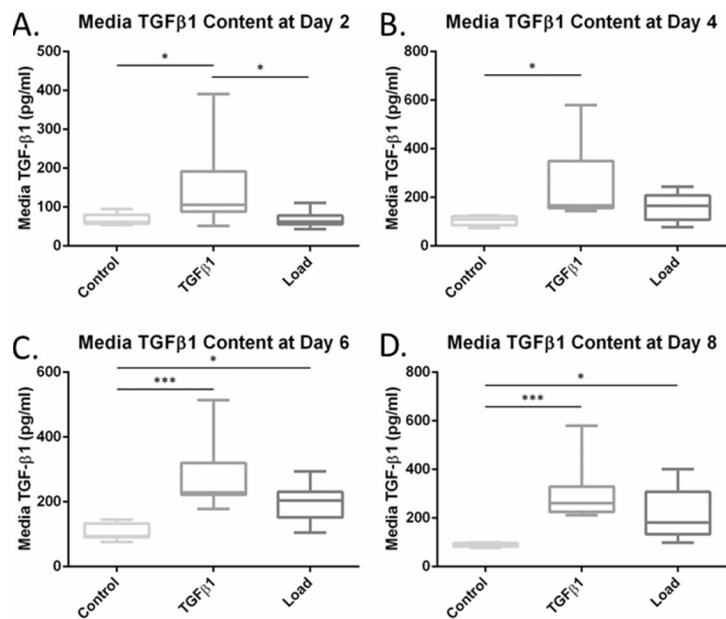 A.
Media TGFβ1 Content at Day 2
Media TGF-β1 (pg/ml)
500
400
300
200
100
0
*
*
Control
TGFβ1
Load
B.
Media TGFβ1 Content at Day 4
Media TGF-β1 (pg/ml)
800
600
400
200
0
*
Control
TGFβ1
Load
C.
Media TGFβ1 Content at Day 6
Media TGF-β1 (pg/ml)
600
400
200
0
*
***
Control
TGFβ1
Load
D.
Media TGFβ1 Content at Day 8
Media TGF-β1 (pg/ml)
800
600
400
200
0
*
***
Control
TGFβ1
Load